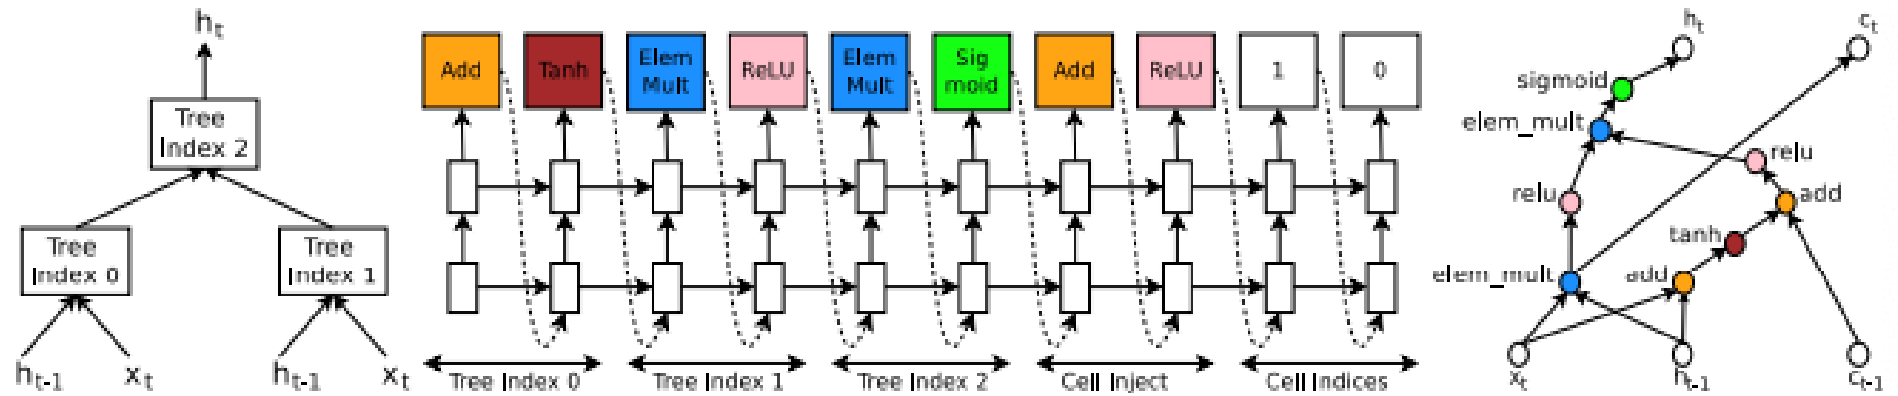 h_t
Tree
Index 2
Tree
Index 0
Tree
Index 1
h_t-1
x_t
h_t-1
x_t
Add
Tanh
Elem
Mult
ReLU
Elem
Mult
Sig
moid
Add
ReLU
1
0
Tree Index 0
Tree Index 1
Tree Index 2
Cell Inject
Cell Indices
h_t
c_t
sigmoid
elem_mult
relu
relu
add
tanh
elem_mult
add
x_t
h_t-1
c_t-1